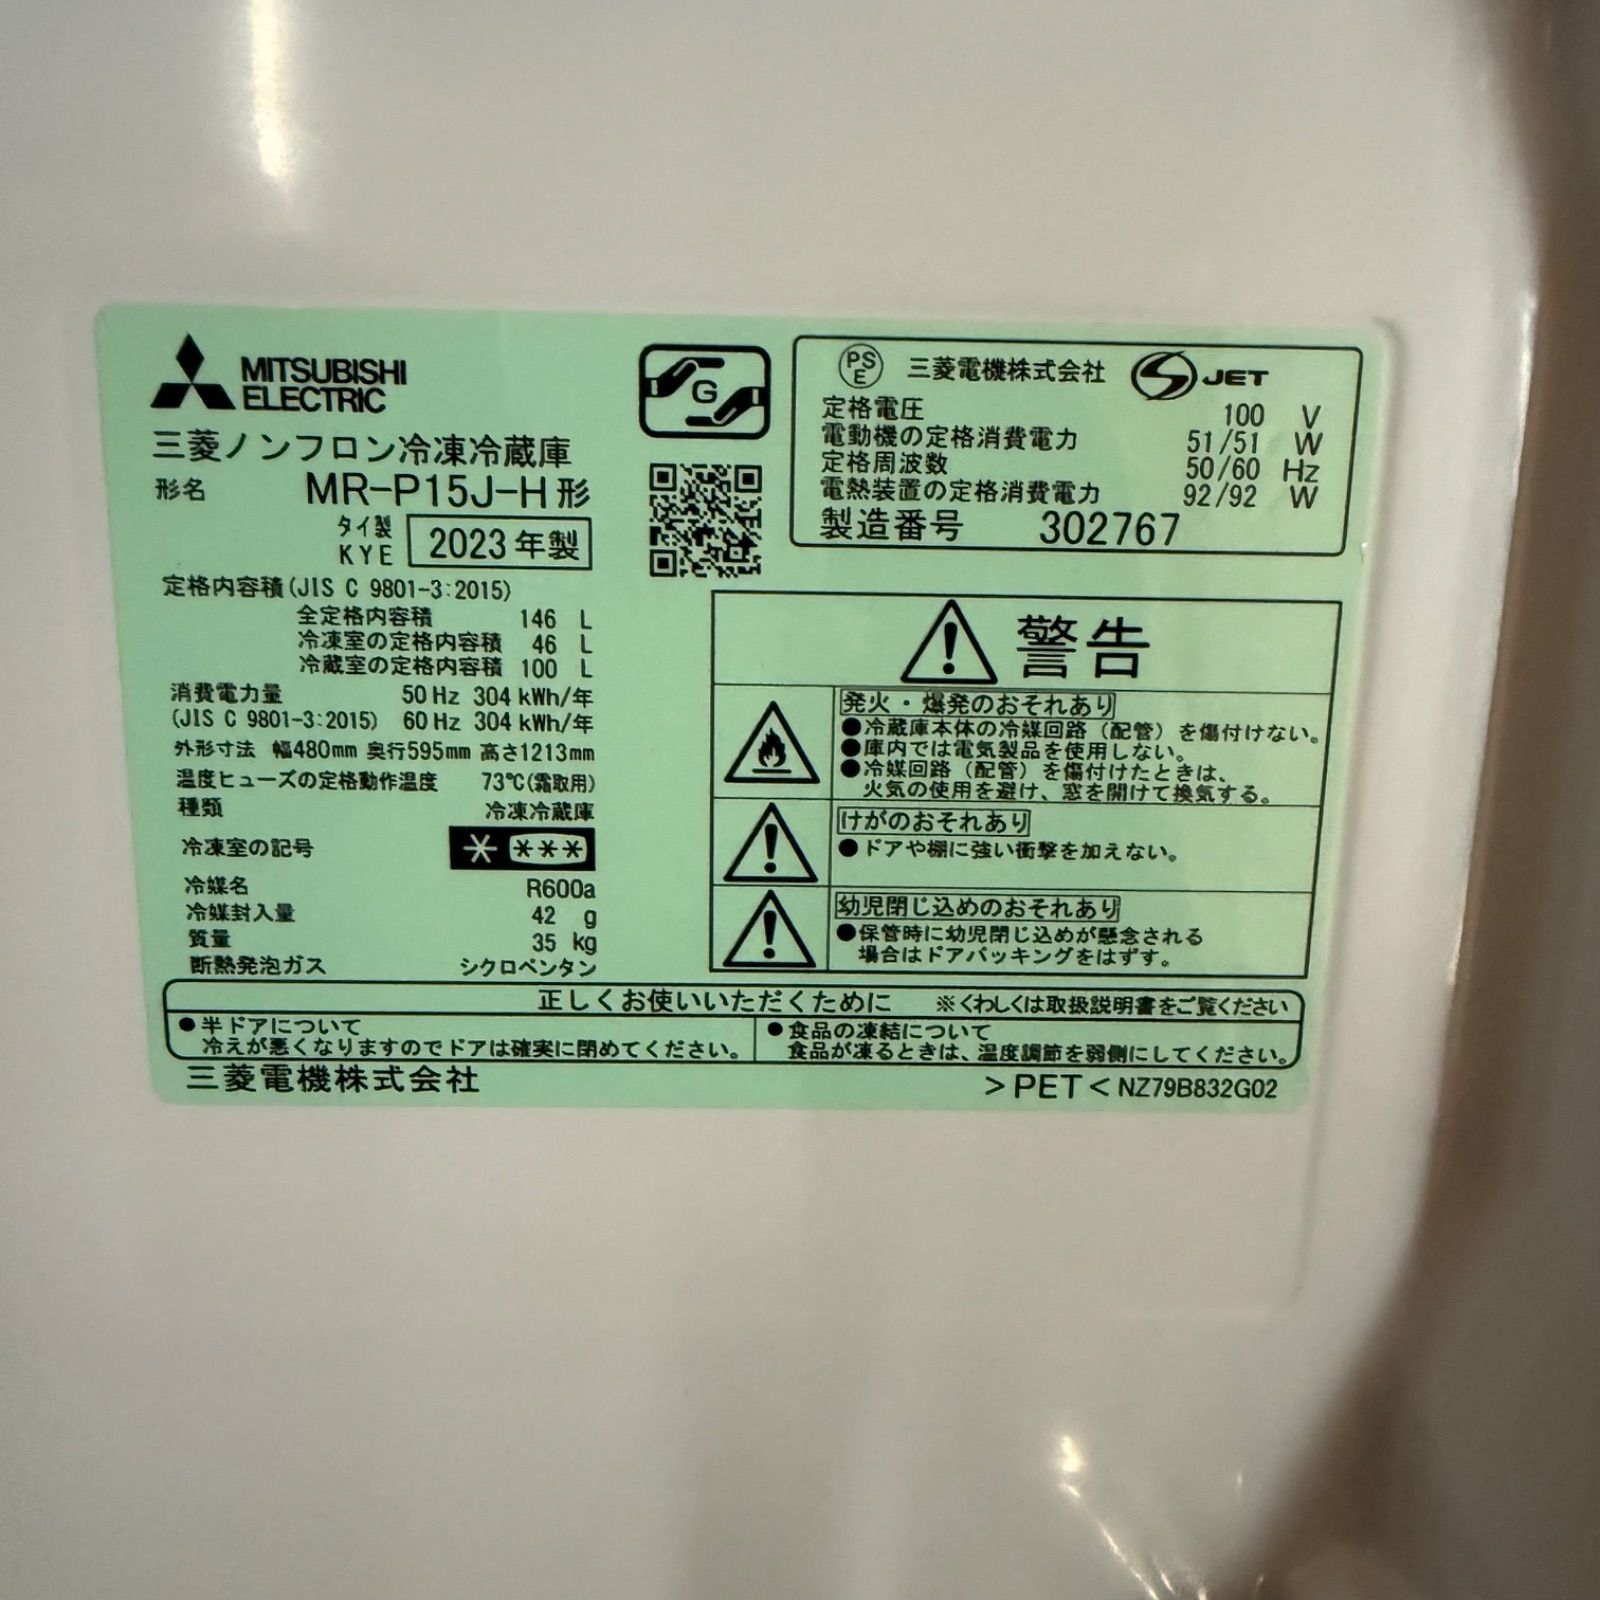 MITSUBISHI
ELECTRIC
三菱ノンフロン冷凍冷蔵庫
形名 MR-P15J-H形
タイ製
KYE 2023年製
定格内容積(JIS C 9801-3:2015)
全定格内容積 146 L
冷凍室の定格内容積 46 L
冷蔵室の定格内容積 100 L
消費電力量 50Hz 304kWh/年
(JIS C 9801-3:2015) 60Hz 304kWh/年
外形寸法 幅480mm 奥行595mm 高さ1213mm
温度ヒューズの定格動作温度 73℃(霜取用)
種類 冷凍冷蔵庫
冷凍室の記号 * ***
冷媒名 R600a
冷媒封入量 42 g
質量 35 kg
断熱発泡ガス シクロペンタン
G
PSE 三菱電機株式会社 S JET
定格電圧 100 V
電動機の定格消費電力 51/51 W
定格周波数 50/60 Hz
電熱装置の定格消費電力 92/92 W
製造番号 302767
警告
発火・爆発のおそれあり
●冷蔵庫本体の冷媒回路(配管)を傷付けない。
●庫内では電気製品を使用しない。
●冷媒回路(配管)を傷付けたときは、
火気の使用を避け、窓を開けて換気する。
けがのおそれあり
●ドアや棚に強い衝撃を加えない。
幼児閉じ込めのおそれあり
●保管時に幼児閉じ込めが懸念される
場合はドアパッキングをはずす。
正しくお使いいただくために ※くわしくは取扱説明書をご覧ください
●半ドアについて
冷えが悪くなりますのでドアは確実に閉めてください。
●食品の凍結について
食品が凍るときは、温度調節を弱側にしてください。
三菱電機株式会社
>PET< NZ79B832G02